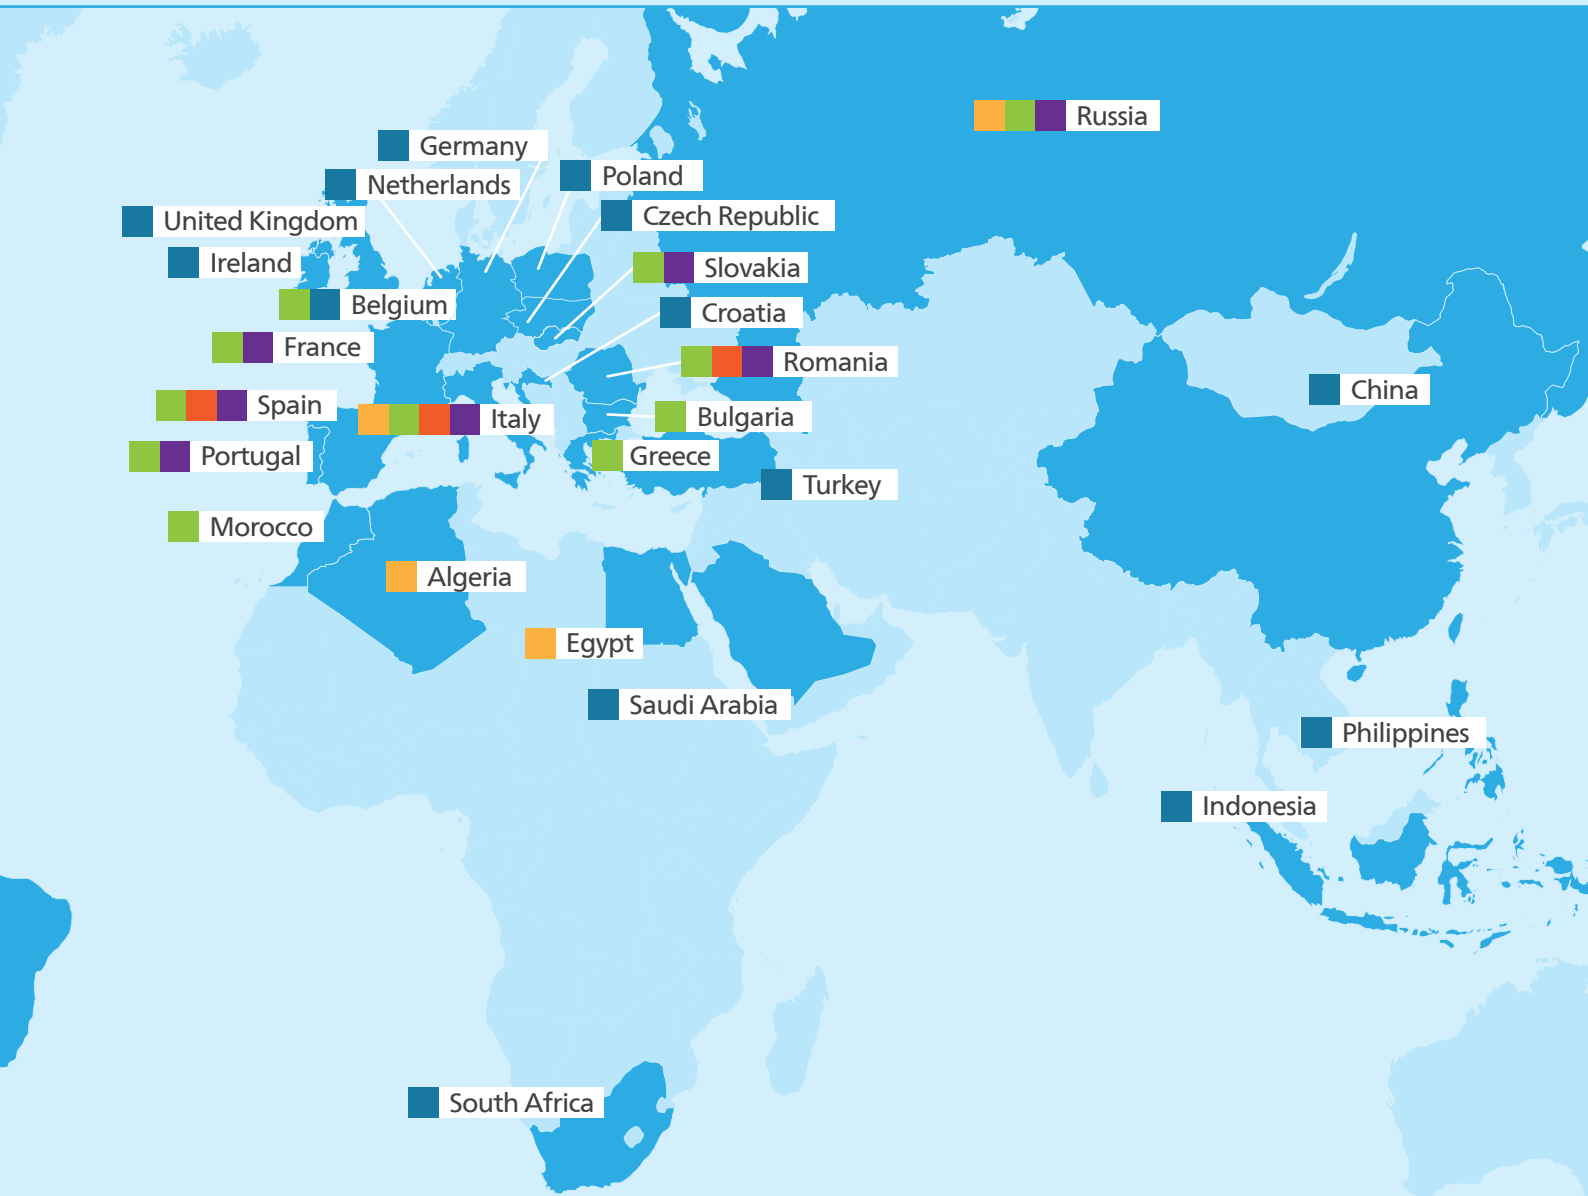 Russia
Germany
Poland
Netherlands
Czech Republic
United Kingdom
Ireland
Slovakia
Belgium
Croatia
France
Romania
China
Spain
Italy
Bulgaria
Portugal
Greece
Turkey
Morocco
Algeria
Egypt
Saudi Arabia
Philippines
Indonesia
South Africa